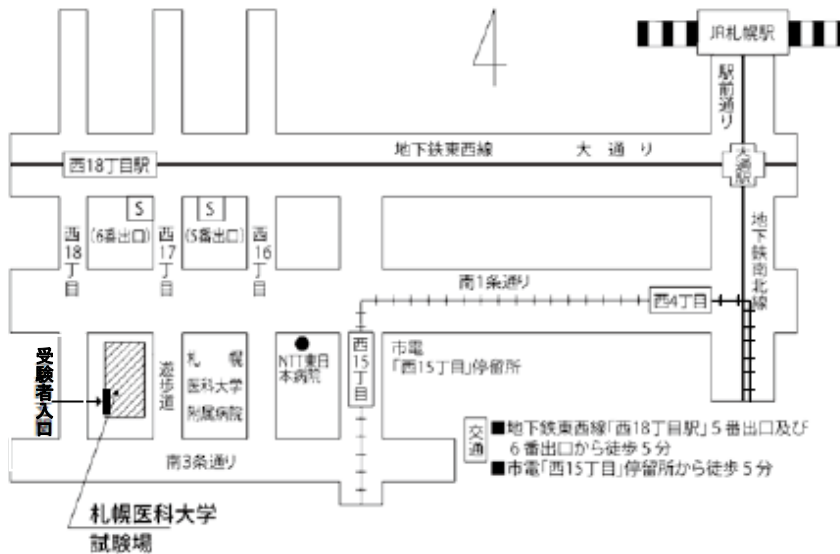 JR札幌駅
駅前通り
地下鉄東西線
大通り
西18丁目駅
大通駅
S
S
(6番出口)
(5番出口)
西18丁目
西17丁目
西16丁目
地下鉄南北線
南1条通り
西4丁目
受験者入口
遊歩道
札幌
医科大学
附属病院
NTT東日
本病院
西15丁目
市電
「西15丁目」停留所
南3条通り
交通
■地下鉄東西線「西18丁目駅」5番出口及び
6番出口から徒歩5分
■市電「西15丁目」停留所から徒歩5分
札幌医科大学
試験場